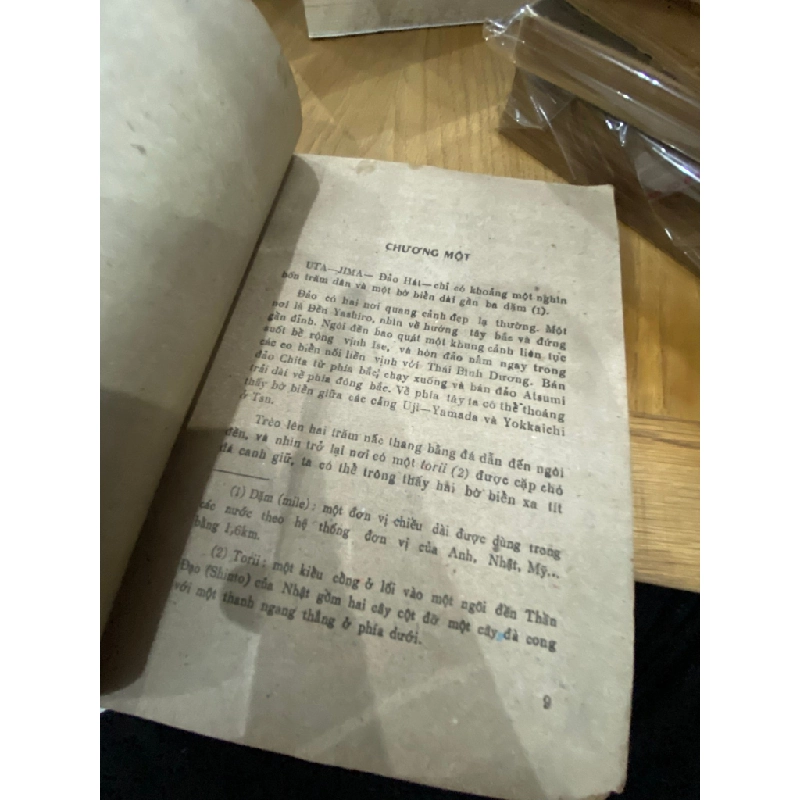 CHƯƠNG MỘT
UTA—JIMA— Đảo Hát—chỉ có khoảng một nghìn
bốn trăm dân và một bờ biển dài gần ba dặm (1).
Đảo có hai nơi quang cảnh đẹp lạ thường. Một
nơi là Đền Yashiro, nhìn về hướng tây bắc và đứng
gần đỉnh. Ngôi đền bao quát một khung cảnh liên tục
suốt bề rộng vịnh Ise, và hòn đảo nằm ngay trong
các eo biển nối liền vịnh với Thái Bình Dương. Bán
đảo Chita từ phía bắc chạy xuống và bán đảo Atsumi
trải dài về phía đông bắc. Về phía tây ta có thể thoáng
thấy bờ biển giữa các cảng Uji—Yamada và Yokkaichi
ở Tsu.
Trèo lên hai trăm nấc thang bằng đá dẫn đến ngôi
đền, và nhìn trở lại nơi có một torii (2) được cặp chó
đá canh giữ, ta có thể trông thấy hải bờ biển xa tít
(1) Dặm (mile) : một đơn vị chiều dài được dùng trong
các nước theo hệ thống đơn vị của Anh, Nhật, Mỹ...
bằng 1,6km.
(2) Torii : một kiểu cổng ở lối vào một ngôi đền Thần
Đạo (Shinto) của Nhật gồm hai cây cột đỡ một cây đà cong
với một thanh ngang thẳng ở phía dưới.
9